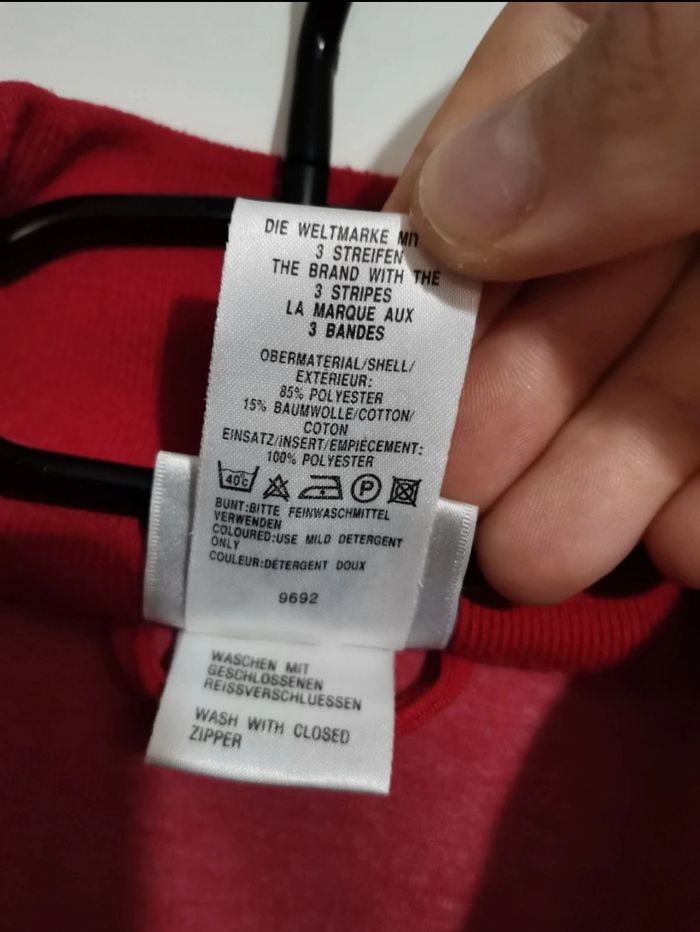 DIE WELTMARKE MIT
3 STREIFEN
THE BRAND WITH THE
3 STRIPES
LA MARQUE AUX
3 BANDES
OBERMATERIAL/SHELL/
EXTERIEUR:
85% POLYESTER
15% BAUMWOLLE/COTTON/
COTON
EINSATZ/INSERT/EMPIECEMENT:
100% POLYESTER
40°C P
BUNT:BITTE FEINWASCHMITTEL
VERWENDEN
COLOURED:USE MILD DETERGENT
ONLY
COULEUR:DETERGENT DOUX
9692
WASCHEN MIT
GESCHLOSSENEN
REISSVERSCHLUESSEN
WASH WITH CLOSED
ZIPPER